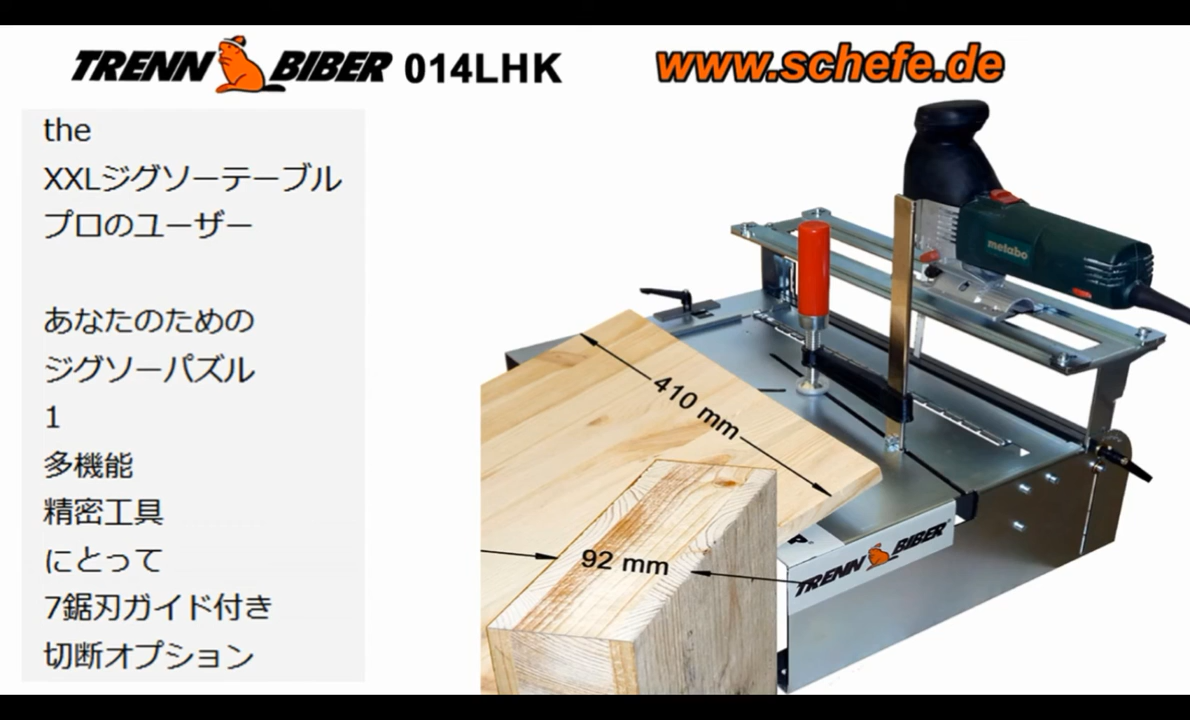 TRENN BIBER 014LHK
www.schefe.de
the
XXLジグソーテーブル
プロのユーザー
あなたのための
ジグソーパズル
1
多機能
精密工具
にとって
7鋸刃ガイド付き
切断オプション
metabo
410 mm
92 mm
TRENN BIBER